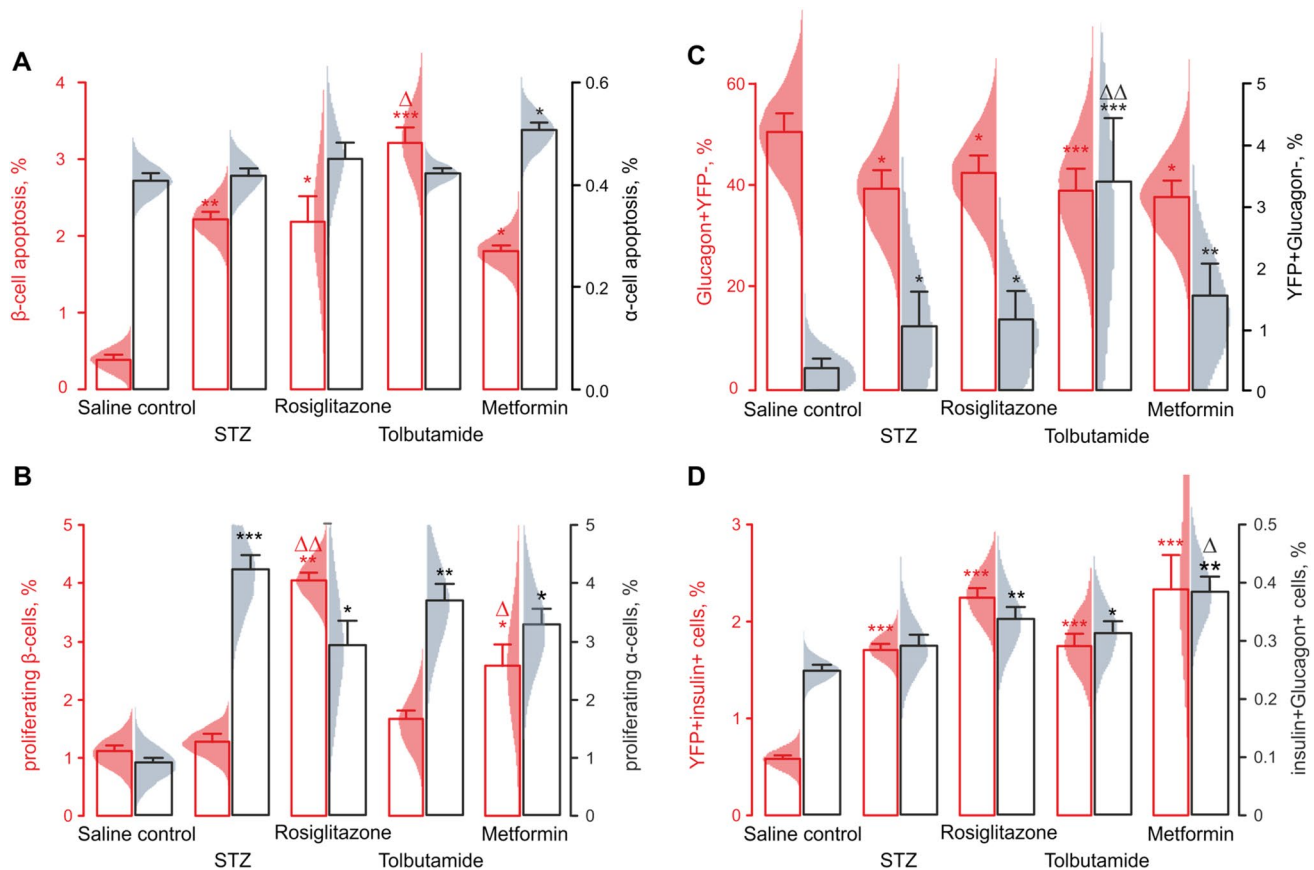 A
β-cell apoptosis, %
4
3
2
1
0
Δ
***
**
*
*
*
0.6
0.4
0.2
0.0
α-cell apoptosis, %
Saline control
STZ
Rosiglitazone
Tolbutamide
Metformin
C
Glucagon+YFP-, %
60
40
20
0
*
*
***
*
ΔΔ
***
*
*
**
5
4
3
2
1
0
YFP+Glucagon-, %
Saline control
STZ
Rosiglitazone
Tolbutamide
Metformin
B
proliferating β-cells, %
5
4
3
2
1
0
***
ΔΔ
**
*
**
Δ
*
*
5
4
3
2
1
0
proliferating α-cells, %
Saline control
STZ
Rosiglitazone
Tolbutamide
Metformin
D
YFP+insulin+ cells, %
3
2
1
0
***
***
**
***
*
***
Δ
**
0.5
0.4
0.3
0.2
0.1
0
insulin+Glucagon+ cells, %
Saline control
STZ
Rosiglitazone
Tolbutamide
Metformin